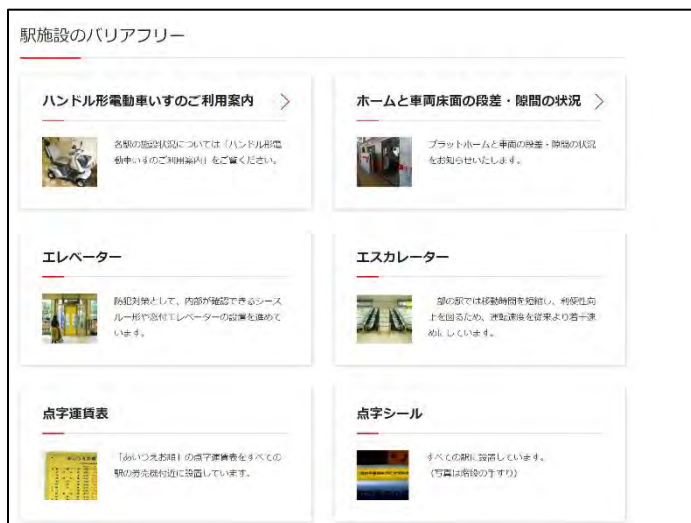 駅施設のバリアフリー
ハンドル形電動車いすのご利用案内
各駅の施設状況については「ハンドル形電
動車いすのご利用案内」をご覧ください。
ホームと車両床面の段差・隙間の状況
プラットホームと車両の段差・隙間の状況
をお知らせいたします。
エレベーター
防犯対策として、内部が確認できるシース
ルー形や窓付エレベーターの設置を進めて
います。
エスカレーター
部の駅では移動時間を短縮し、利便性向
上を図るため、運転速度を従来より若干速
めにしています。
点字運賃表
「あいうえお順」の点字運賃表をすべての
駅の券売機付近に設置しています。
点字シール
すべての駅に設置しています。
(写真は階段の手すり)